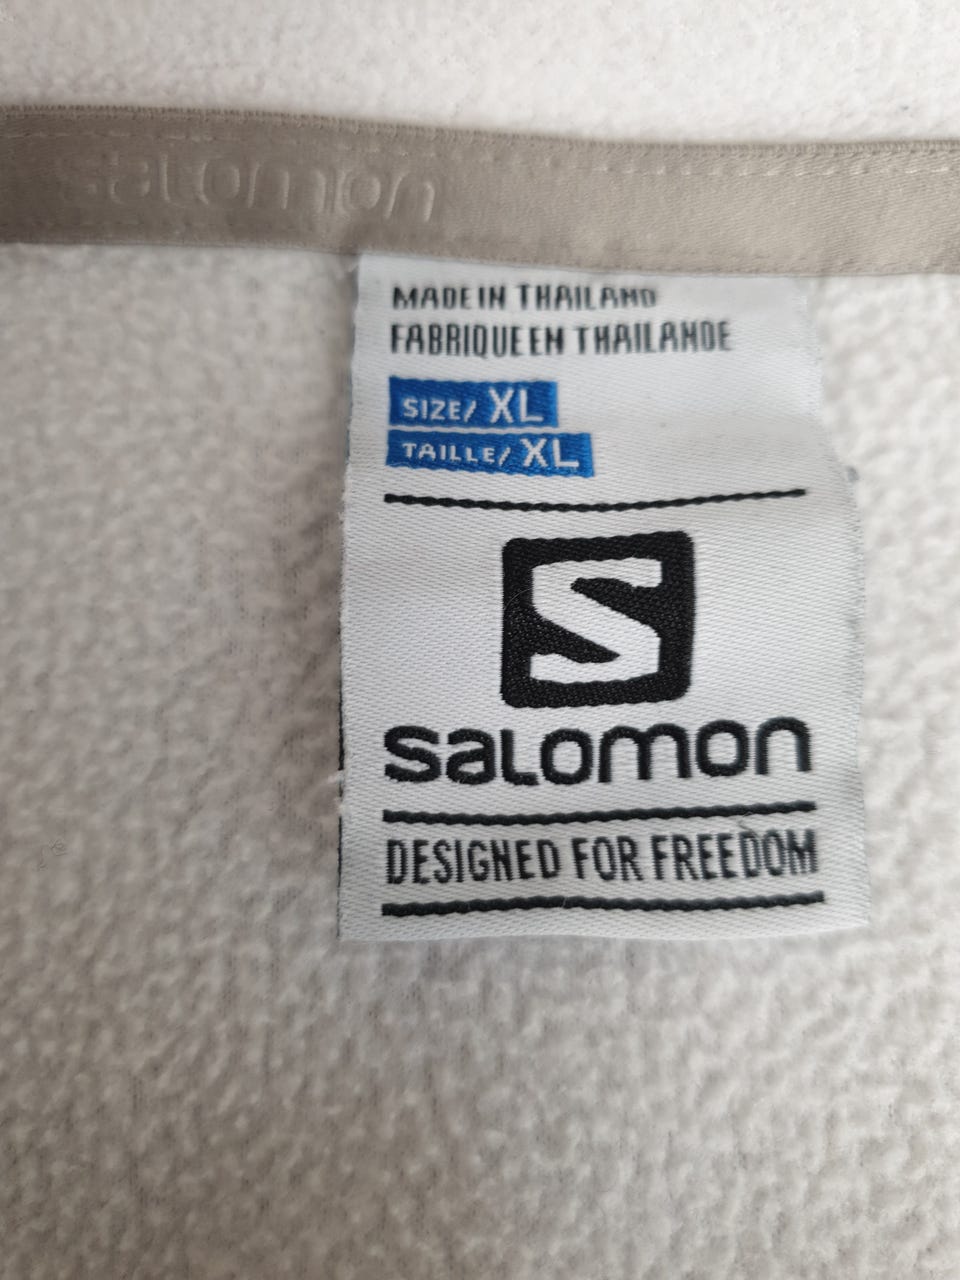 salomon
MADE IN THAILAND
FABRIQUE EN THAILANDE
SIZE/ XL
TAILLE/ XL
S
salomon
DESIGNED FOR FREEDOM